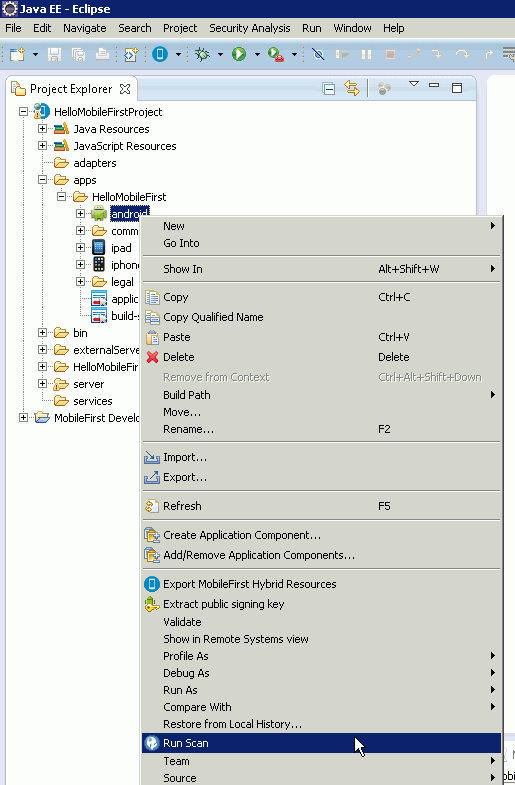 Java EE - Eclipse
File Edit Navigate Search Project Security Analysis Run Window Help
Project Explorer
HelloMobileFirstProject
Java Resources
JavaScript Resources
adapters
apps
HelloMobileFirst
android
comm
ipad
iphon
legal
applic
build-s
bin
externalServe
HelloMobileFir
server
services
MobileFirst Develo
New
Go Into
Show In Alt+Shift+W
Copy Ctrl+C
Copy Qualified Name
Paste Ctrl+V
Delete Delete
Remove from Context Ctrl+Alt+Shift+Down
Build Path
Move...
Rename... F2
Import...
Export...
Refresh F5
Create Application Component...
Add/Remove Application Components...
Export MobileFirst Hybrid Resources
Extract public signing key
Validate
Show in Remote Systems view
Profile As
Debug As
Run As
Compare With
Restore from Local History...
Run Scan
Team
Source